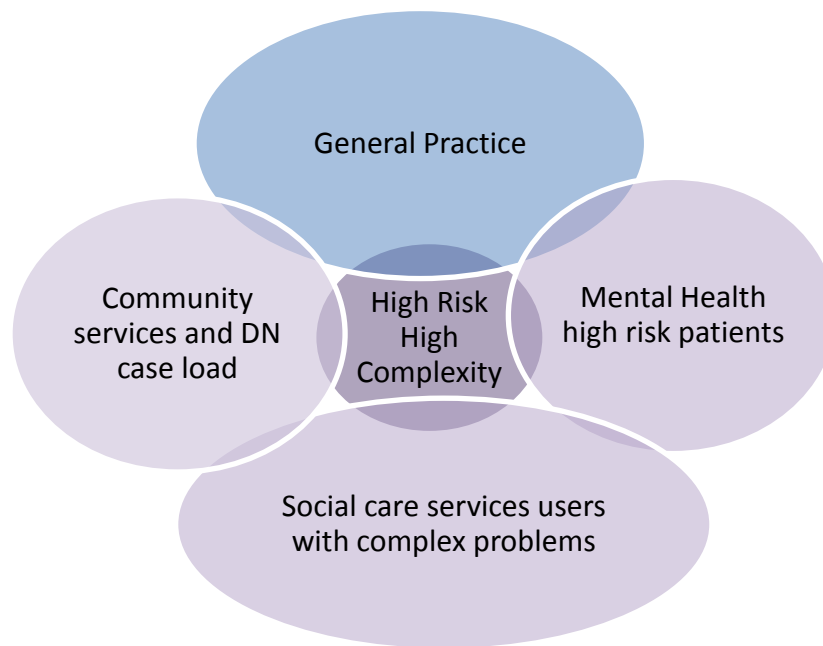 General Practice
Community
services and DN
case load
High Risk
High
Complexity
Mental Health
high risk patients
Social care services users
with complex problems